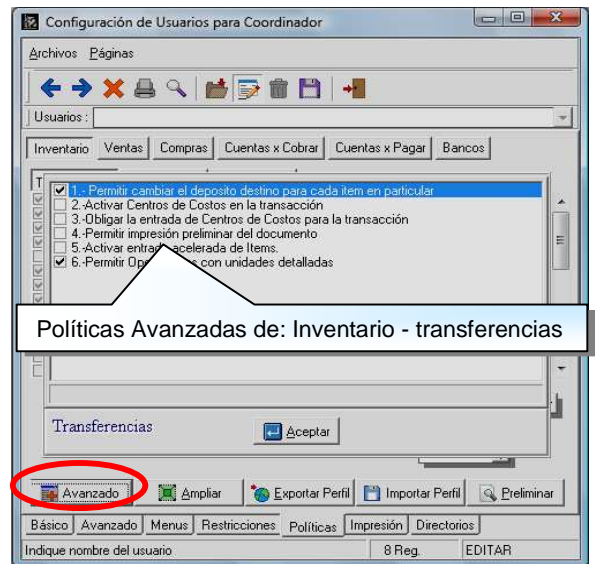 Configuración de Usuarios para Coordinador
Archivos Páginas
Usuarios :
Inventario Ventas Compras Cuentas x Cobrar Cuentas x Pagar Bancos
T
1.- Permitir cambiar el deposito destino para cada item en particular
2.-Activar Centros de Costos en la transacción
3.-Obligar la entrada de Centros de Costos para la transacción
4.-Permitir impresión preliminar del documento
5.-Activar entrada acelerada de Items.
6.-Permitir con unidades detalladas
Políticas Avanzadas de: Inventario - transferencias
Transferencias Aceptar
Avanzado Ampliar Exportar Perfil Importar Perfil Preliminar
Básico Avanzado Menus Restricciones Políticas Impresión Directorios
Indique nombre del usuario 8 Reg. EDITAR